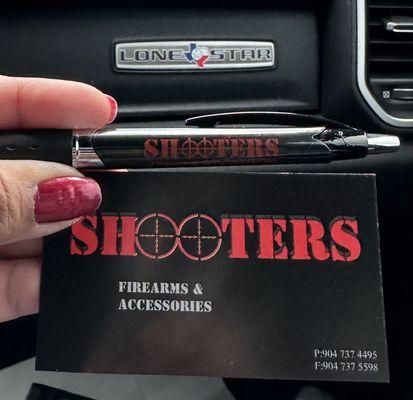 LONE STAR
SHOOTERS
SHOOTERS
FIREARMS &
ACCESSORIES
P:904 737 4495
F:904 737 5598